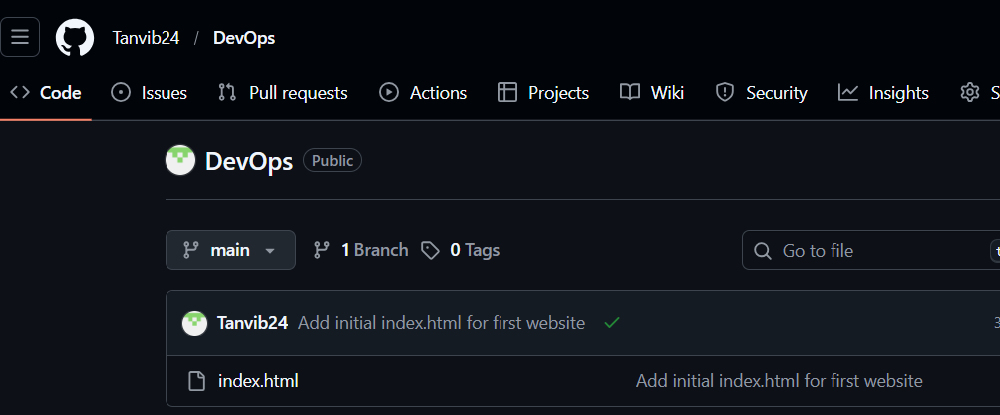 Tanvib24 / DevOps
Code Issues Pull requests Actions Projects Wiki Security Insights S
DevOps Public
main 1 Branch 0 Tags Go to file
Tanvib24 Add initial index.html for first website 3
index.html Add initial index.html for first website